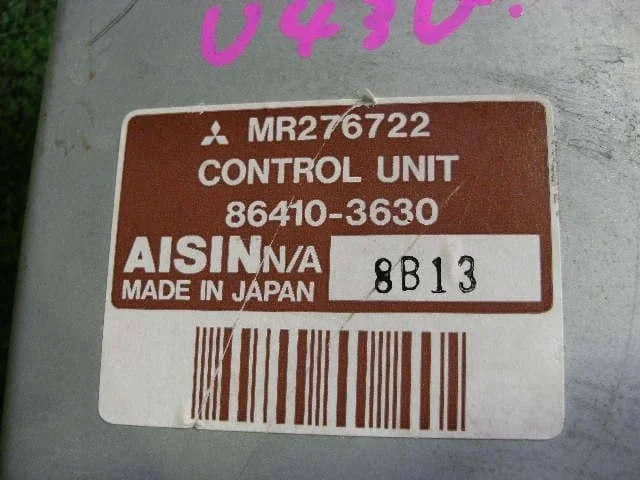 MR276722
CONTROL UNIT
86410-3630
AISIN N/A
8B13
MADE IN JAPAN